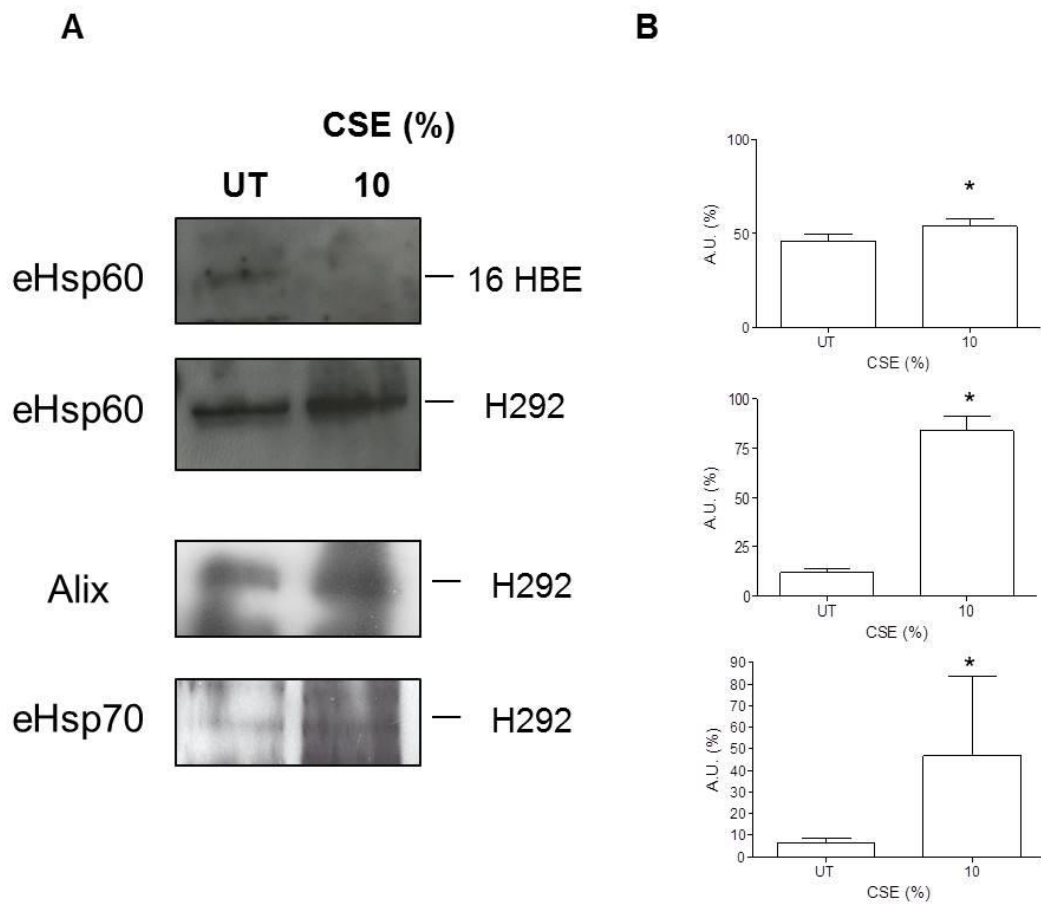 A
B
CSE (%)
UT 10
eHsp60 16 HBE
eHsp60 H292
Alix H292
eHsp70 H292
100
50
0
A.U. (%)
*
UT 10
CSE (%)
100
75
50
25
0
A.U. (%)
*
UT 10
CSE (%)
90
80
70
60
50
40
30
20
10
0
A.U. (%)
*
UT 10
CSE (%)